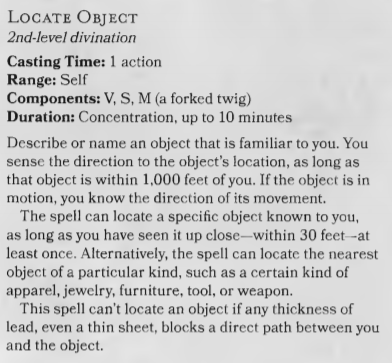 LOCATE OBJECT
2nd-level divination
Casting Time: 1 action
Range: Self
Components: V, S, M (a forked twig)
Duration: Concentration, up to 10 minutes
Describe or name an object that is familiar to you. You
sense the direction to the object's location, as long as
that object is within 1,000 feet of you. If the object is in
motion, you know the direction of its movement.
The spell can locate a specific object known to you,
as long as you have seen it up close—within 30 feet—at
least once. Alternatively, the spell can locate the nearest
object of a particular kind, such as a certain kind of
apparel, jewelry, furniture, tool, or weapon.
This spell can't locate an object if any thickness of
lead, even a thin sheet, blocks a direct path between you
and the object.